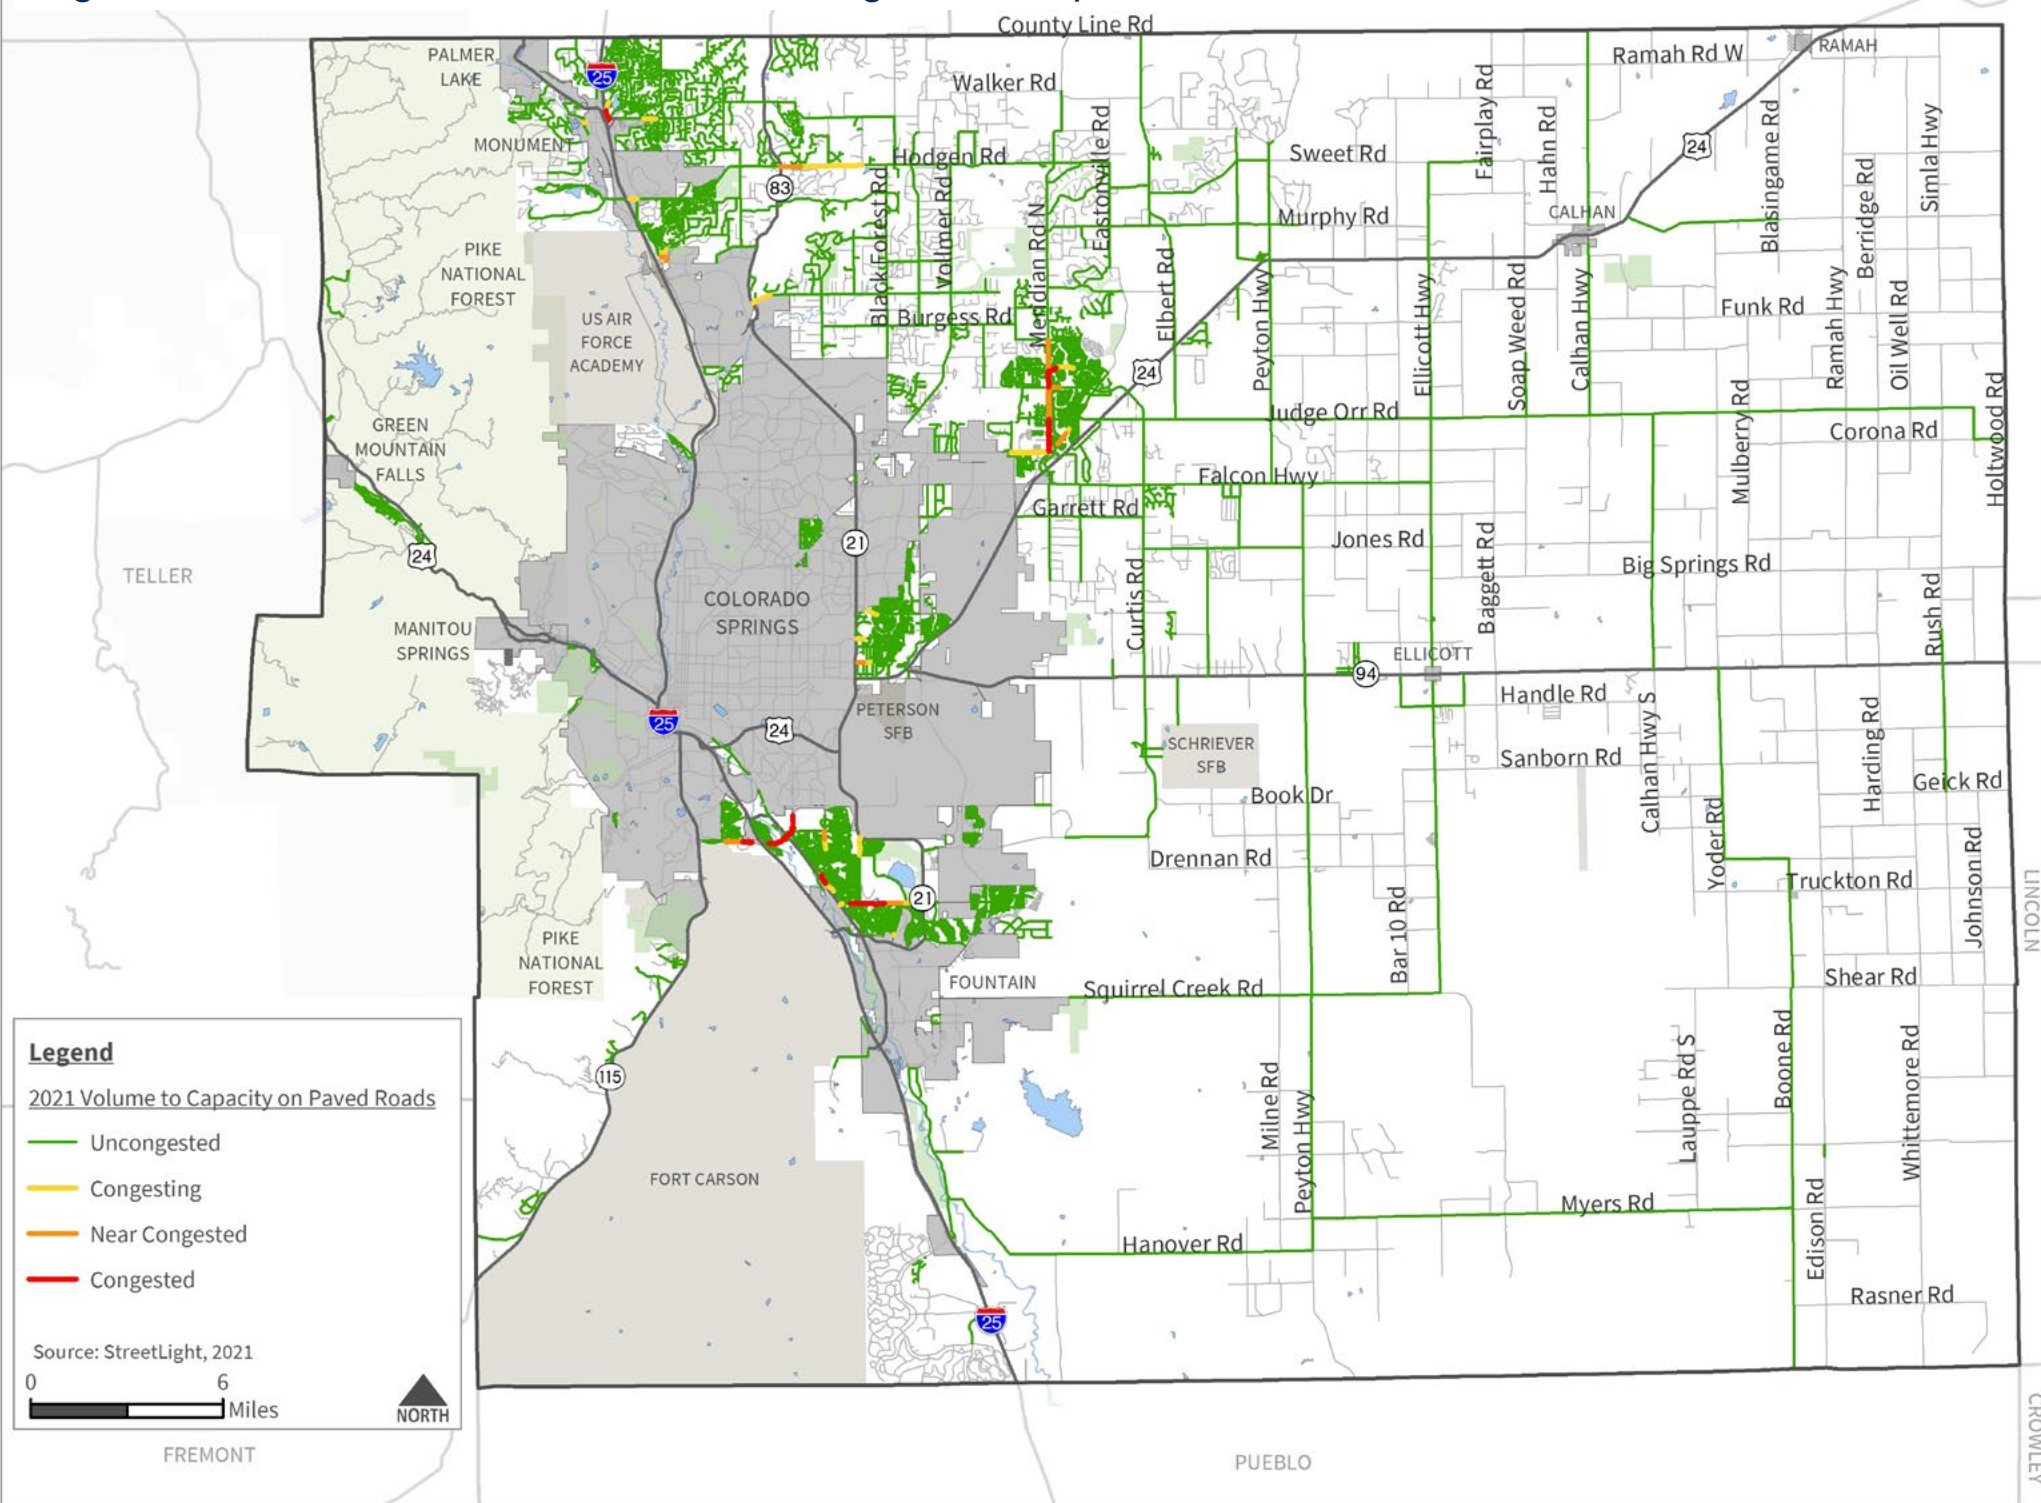 County Line Rd
PALMER
LAKE
25
Walker Rd
Ramah Rd W
RAMAH
MONUMENT
Hodgen Rd
83
Black Forest Rd
Vollmer Rd
Meridian Rd N
Eastonville Rd
Sweet Rd
Fairplay Rd
Hahn Rd
24
Blasingame Rd
Simla Hwy
Berridge Rd
Murphy Rd
CALHAN
PIKE
NATIONAL
FOREST
US AIR
FORCE
ACADEMY
Burgess Rd
Elbert Rd
Peyton Hwy
24
Ellicott Hwy
Soap Weed Rd
Calhan Hwy
Funk Rd
Ramah Hwy
Oil Well Rd
Mulberry Rd
Holtwood Rd
Judge Orr Rd
Corona Rd
GREEN
MOUNTAIN
FALLS
24
Falcon Hwy
Garrett Rd
21
Jones Rd
Baggett Rd
Big Springs Rd
Curtis Rd
Rush Rd
TELLER
COLORADO
SPRINGS
MANITOU
SPRINGS
ELLICOTT
94
Handle Rd
25
24
PETERSON
SFB
SCHRIEVER
SFB
Calhan Hwy S
Sanborn Rd
Harding Rd
Geick Rd
Book Dr
Yoder Rd
Johnson Rd
Drennan Rd
Truckton Rd
LINCOLN
21
Bar 10 Rd
PIKE
NATIONAL
FOREST
FOUNTAIN
Squirrel Creek Rd
Shear Rd
115
Milne Rd
Peyton Hwy
Lauppe Rd S
Boone Rd
Whittemore Rd
FORT CARSON
Myers Rd
Edison Rd
Hanover Rd
Rasner Rd
25
Legend
2021 Volume to Capacity on Paved Roads
Uncongested
Congesting
Near Congested
Congested
Source: StreetLight, 2021
0 6
Miles
NORTH
FREMONT
PUEBLO
CROWLEY